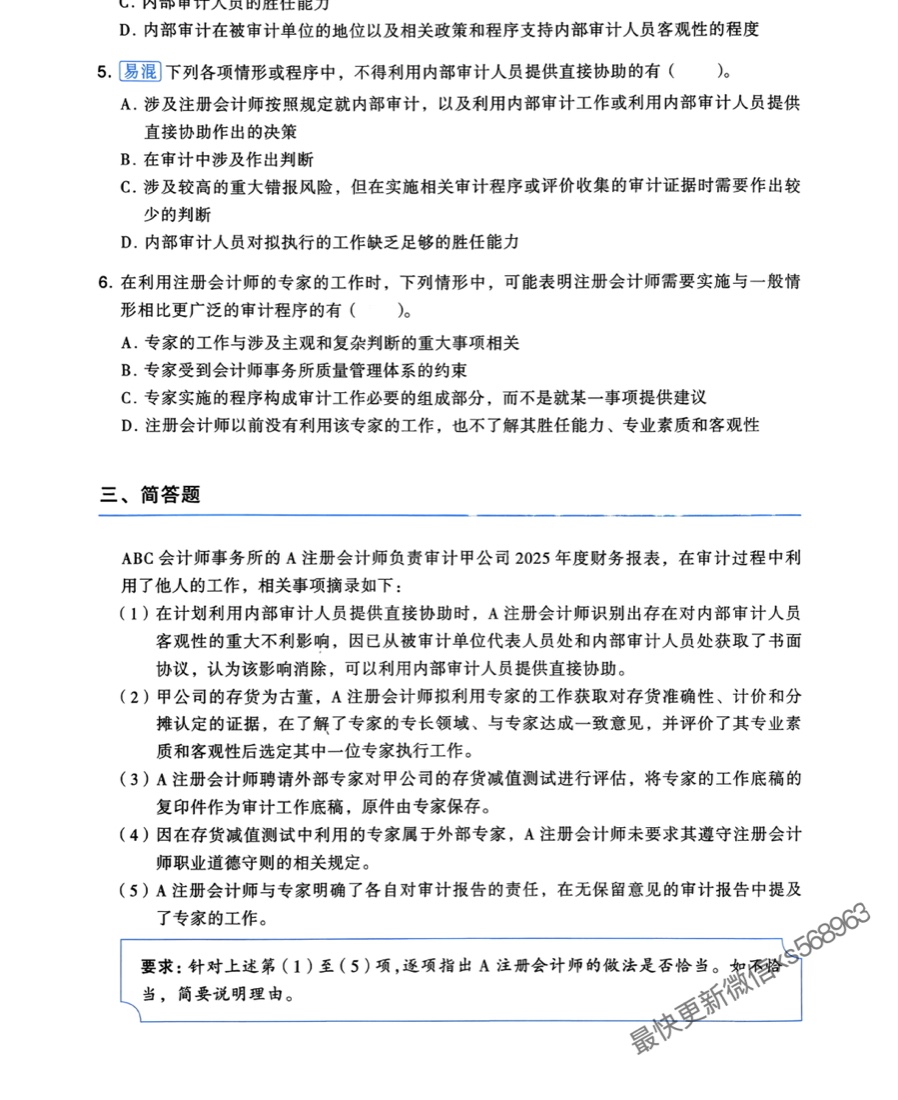 C. 内部审计人员的胜任能力
D. 内部审计在被审计单位的地位以及相关政策和程序支持内部审计人员客观性的程度
5. 易混 下列各项情形或程序中，不得利用内部审计人员提供直接协助的有（　　）。
A. 涉及注册会计师按照规定就内部审计，以及利用内部审计工作或利用内部审计人员提供
直接协助作出的决策
B. 在审计中涉及作出判断
C. 涉及较高的重大错报风险，但在实施相关审计程序或评价收集的审计证据时需要作出较
少的判断
D. 内部审计人员对拟执行的工作缺乏足够的胜任能力
6. 在利用注册会计师的专家的工作时，下列情形中，可能表明注册会计师需要实施与一般情
形相比更广泛的审计程序的有（　　）。
A. 专家的工作与涉及主观和复杂判断的重大事项相关
B. 专家受到会计师事务所质量管理体系的约束
C. 专家实施的程序构成审计工作必要的组成部分，而不是就某一事项提供建议
D. 注册会计师以前没有利用该专家的工作，也不了解其胜任能力、专业素质和客观性
三、简答题
ABC 会计师事务所的 A 注册会计师负责审计甲公司 2025 年度财务报表，在审计过程中利
用了他人的工作，相关事项摘录如下：
（1）在计划利用内部审计人员提供直接协助时，A 注册会计师识别出存在对内部审计人员
客观性的重大不利影响，因已从被审计单位代表人员处和内部审计人员处获取了书面
协议，认为该影响消除，可以利用内部审计人员提供直接协助。
（2）甲公司的存货为古董，A 注册会计师拟利用专家的工作获取对存货准确性、计价和分
摊认定的证据，在了解了专家的专长领域、与专家达成一致意见，并评价了其专业素
质和客观性后选定其中一位专家执行工作。
（3）A 注册会计师聘请外部专家对甲公司的存货减值测试进行评估，将专家的工作底稿的
复印件作为审计工作底稿，原件由专家保存。
（4）因在存货减值测试中利用的专家属于外部专家，A 注册会计师未要求其遵守注册会计
师职业道德守则的相关规定。
（5）A 注册会计师与专家明确了各自对审计报告的责任，在无保留意见的审计报告中提及
了专家的工作。
要求：针对上述第（1）至（5）项，逐项指出 A 注册会计师的做法是否恰当。如不恰
当，简要说明理由。
最快更新微信ks568963